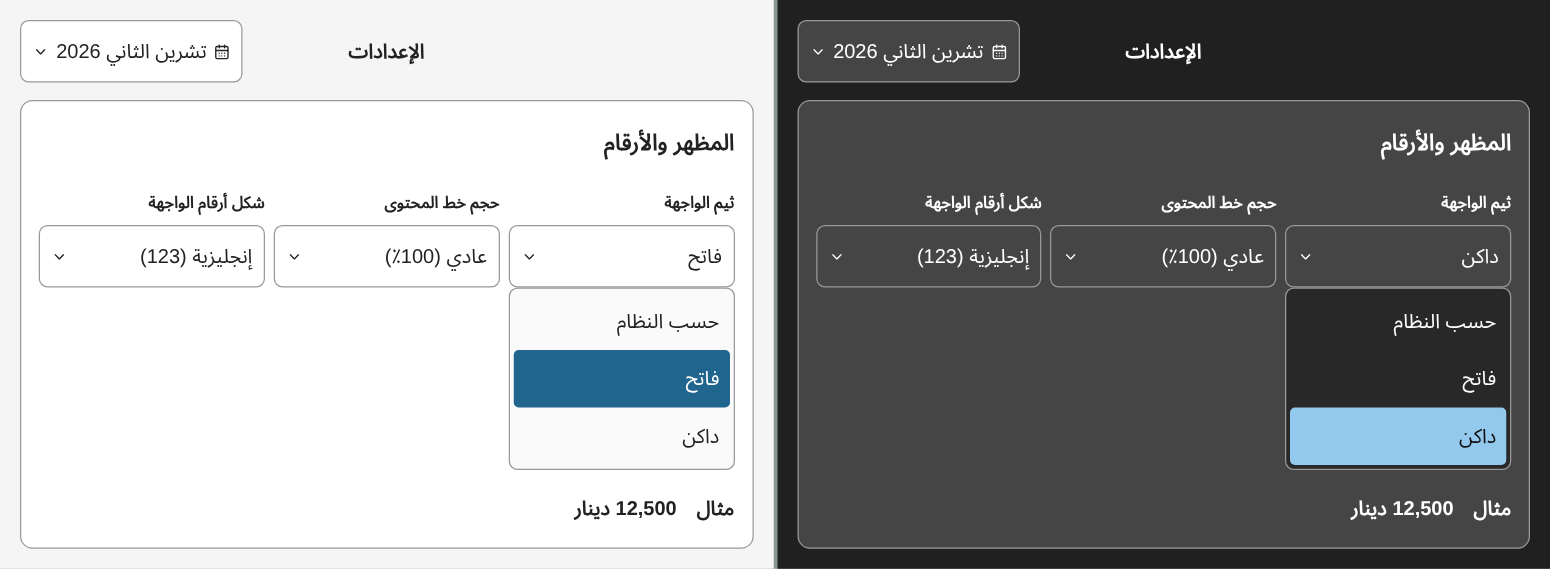 الإعدادات
تشرين الثاني 2026
المظهر والأرقام
ثيم الواجهة
حجم خط المحتوى
شكل أرقام الواجهة
فاتح
عادي (100٪)
إنجليزية (123)
حسب النظام
فاتح
داكن
مثال 12,500 دينار
الإعدادات
تشرين الثاني 2026
المظهر والأرقام
ثيم الواجهة
حجم خط المحتوى
شكل أرقام الواجهة
داكن
عادي (100٪)
إنجليزية (123)
حسب النظام
فاتح
داكن
مثال 12,500 دينار